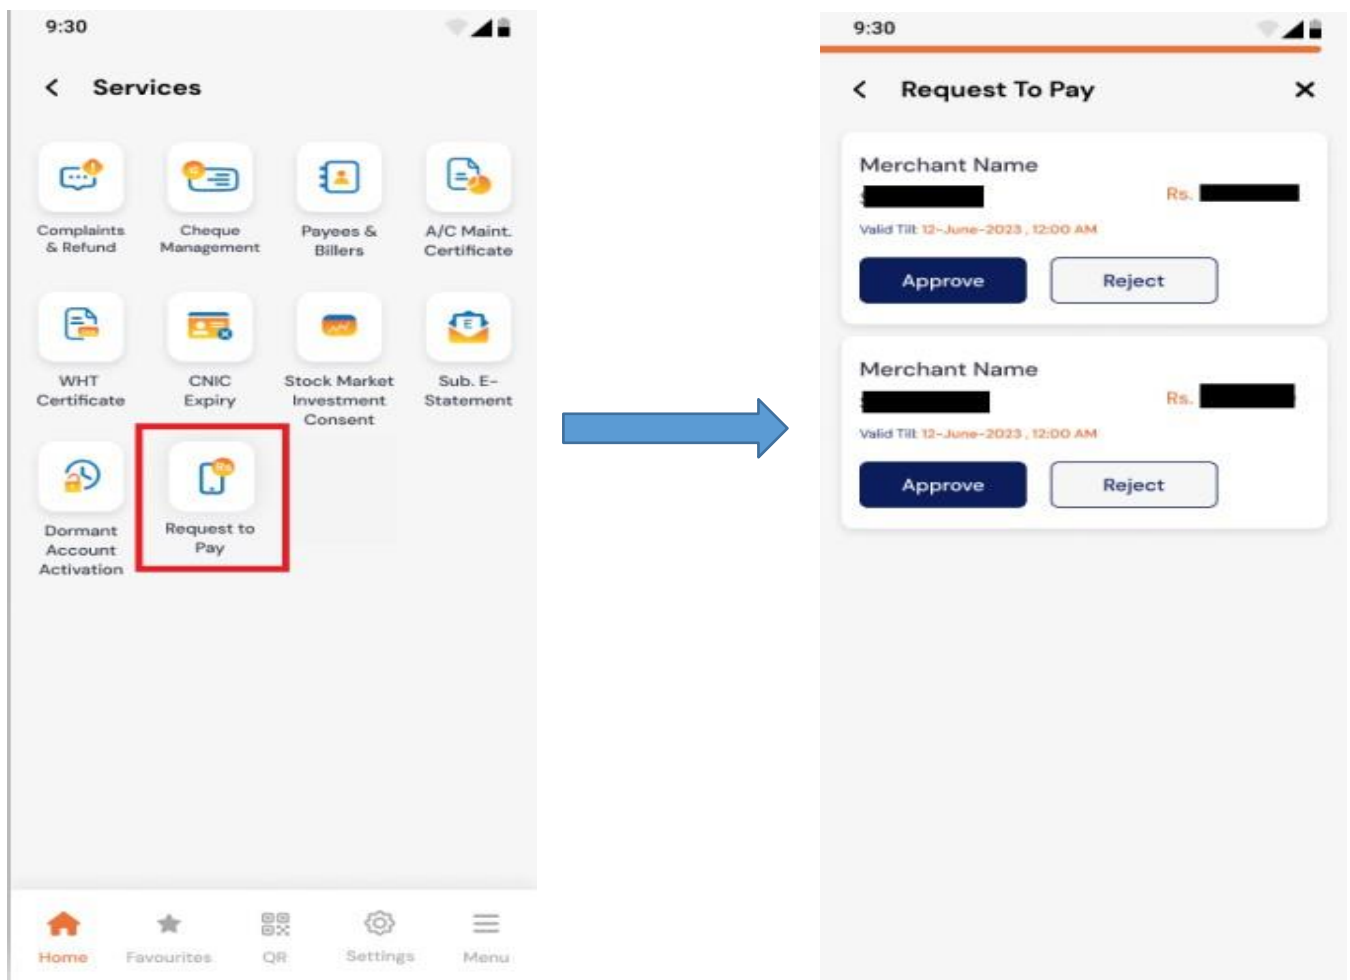 9:30
Services
Complaints
& Refund
Cheque
Management
Payees &
Billers
A/C Maint.
Certificate
WHT
Certificate
CNIC
Expiry
Stock Market
Investment
Consent
Sub. E-
Statement
Dormant
Account
Activation
Request to
Pay
Home
Favourites
QR
Settings
Menu
9:30
Request To Pay
Merchant Name
Rs.
Valid Till: 12-June-2023, 12:00 AM
Approve
Reject
Merchant Name
Rs.
Valid Till: 12-June-2023, 12:00 AM
Approve
Reject